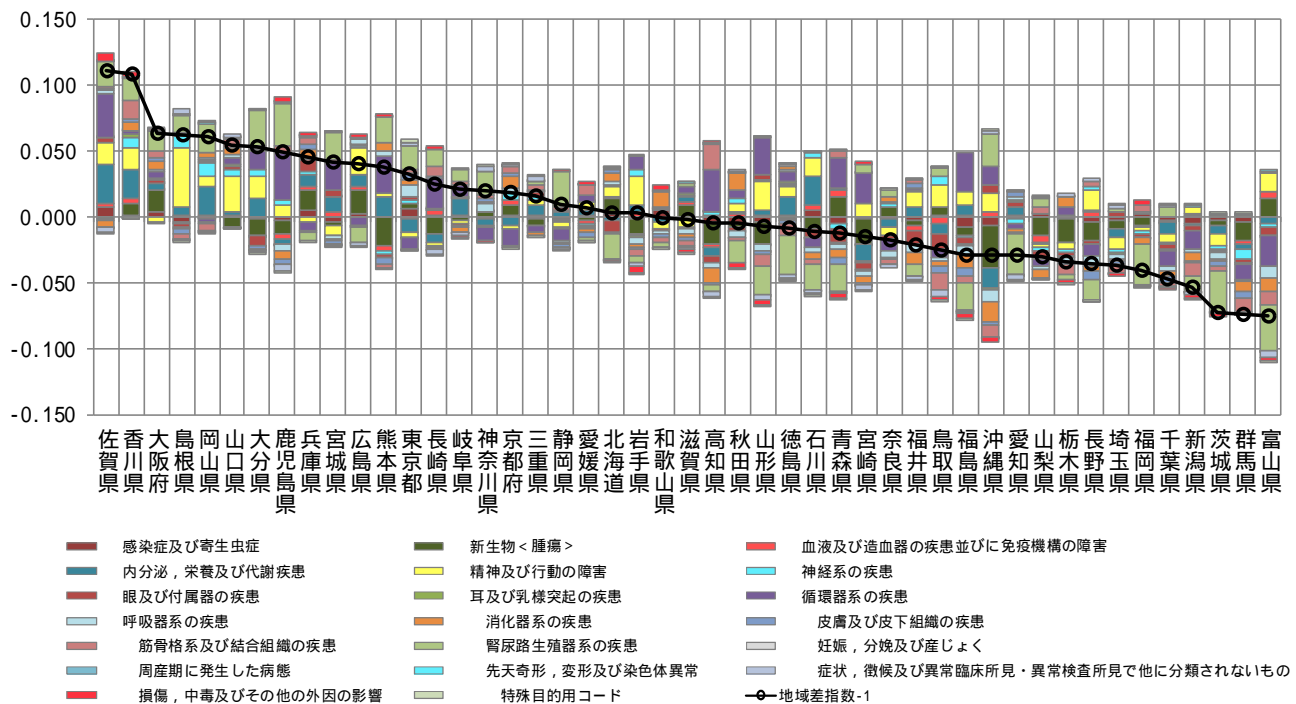 0.150
0.100
0.050
0.000
-0.050
-0.100
-0.150
佐賀県
香川県
大阪府
島根県
岡山県
山口県
大分県
鹿児島県
兵庫県
宮城県
広島県
熊本県
東京都
長崎県
岐阜県
神奈川県
京都府
三重県
静岡県
愛媛県
北海道
岩手県
和歌山県
滋賀県
高知県
秋田県
山形県
徳島県
石川県
青森県
宮崎県
奈良県
福井県
鳥取県
福島県
沖縄県
愛知県
山梨県
栃木県
長野県
埼玉県
福岡県
千葉県
新潟県
茨城県
群馬県
富山県
感染症及び寄生虫症
新生物<腫瘍>
血液及び造血器の疾患並びに免疫機構の障害
内分泌,栄養及び代謝疾患
精神及び行動の障害
神経系の疾患
眼及び付属器の疾患
耳及び乳様突起の疾患
循環器系の疾患
呼吸器系の疾患
消化器系の疾患
皮膚及び皮下組織の疾患
筋骨格系及び結合組織の疾患
腎尿路生殖器系の疾患
妊娠,分娩及び産じょく
周産期に発生した病態
先天奇形,変形及び染色体異常
症状,徴候及び異常臨床所見・異常検査所見で他に分類されないもの
損傷,中毒及びその他の外因の影響
特殊目的用コード
地域差指数-1